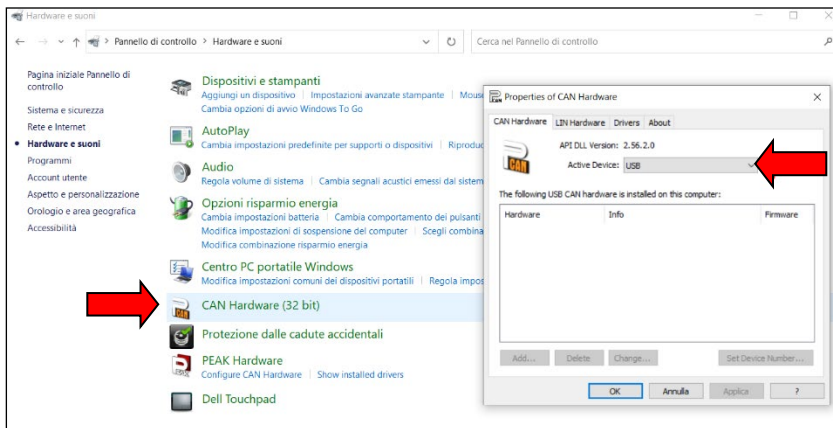 Hardware e suoni
Pannello di controllo > Hardware e suoni
Cerca nel Pannello di controllo
Pagina iniziale Pannello di
controllo
Sistema e sicurezza
Rete e Internet
Hardware e suoni
Programmi
Account utente
Aspetto e personalizzazione
Orologio e area geografica
Accessibilità
Dispositivi e stampanti
Aggiungi un dispositivo | Impostazioni avanzate stampante | Mouse
Cambia opzioni di avvio Windows To Go
AutoPlay
Cambia impostazioni predefinite per supporti o dispositivi | Riproduc
Audio
Regola volume di sistema | Cambia segnali acustici emessi dal sistem
Opzioni risparmio energia
Cambia impostazioni batteria | Cambia comportamento dei pulsanti
Modifica impostazioni di sospensione del computer | Scegli combina
Modifica combinazione risparmio energia
Centro PC portatile Windows
Modifica impostazioni comuni dei dispositivi portatili | Regola impos
CAN Hardware (32 bit)
Protezione dalle cadute accidentali
PEAK Hardware
Configure CAN Hardware | Show installed drivers
Dell Touchpad
Properties of CAN Hardware
CAN Hardware LIN Hardware Drivers About
CAN
API DLL Version: 2.56.2.0
Active Device: USB
The following USB CAN hardware is installed on this computer:
Hardware Info Firmware
Add... Delete Change... Set Device Number...
OK Annulla Applica ?